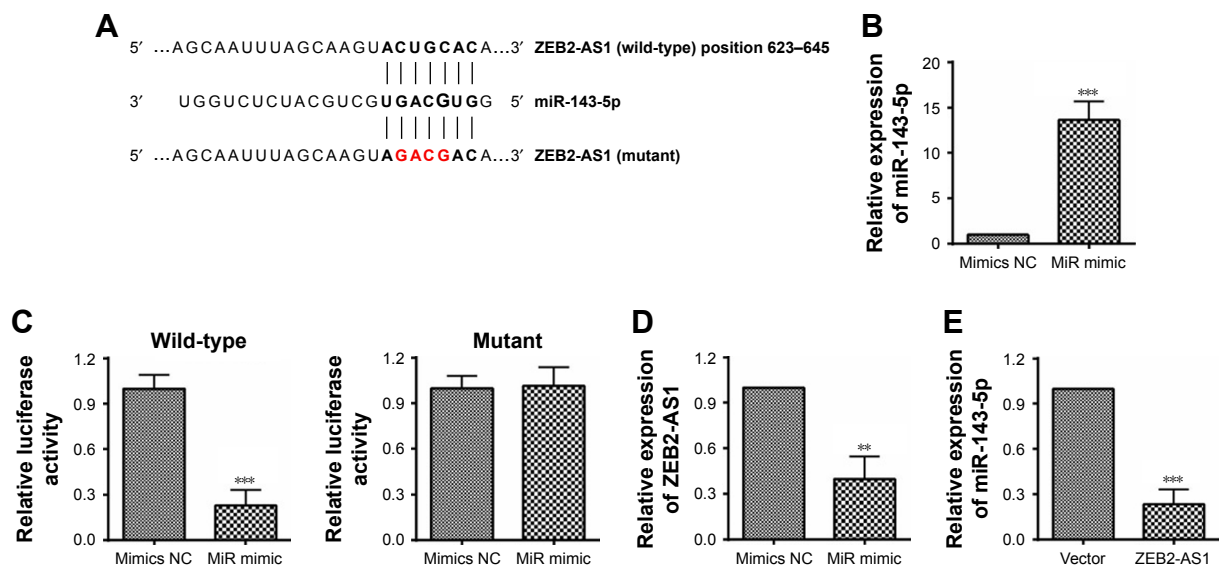 A
5′ ...AGCAAUUUAGCAAGUACUGCACA...3′ ZEB2-AS1 (wild-type) position 623–645
3′ UGGUCUCUACGUCGUGACGUGG 5′ miR-143-5p
5′ ...AGCAAUUUAGCAAGUAGACGACA...3′ ZEB2-AS1 (mutant)
B
Relative expression
of miR-143-5p
20
15
10
5
0
***
Mimics NC MiR mimic
C
Wild-type
Relative luciferase
activity
1.2
0.9
0.6
0.3
0.0
***
Mimics NC MiR mimic
Mutant
Relative luciferase
activity
1.2
0.9
0.6
0.3
0.0
Mimics NC MiR mimic
D
Relative expression
of ZEB2-AS1
1.2
0.9
0.6
0.3
0.0
**
Mimics NC MiR mimic
E
Relative expression
of miR-143-5p
1.2
0.9
0.6
0.3
0.0
***
Vector ZEB2-AS1